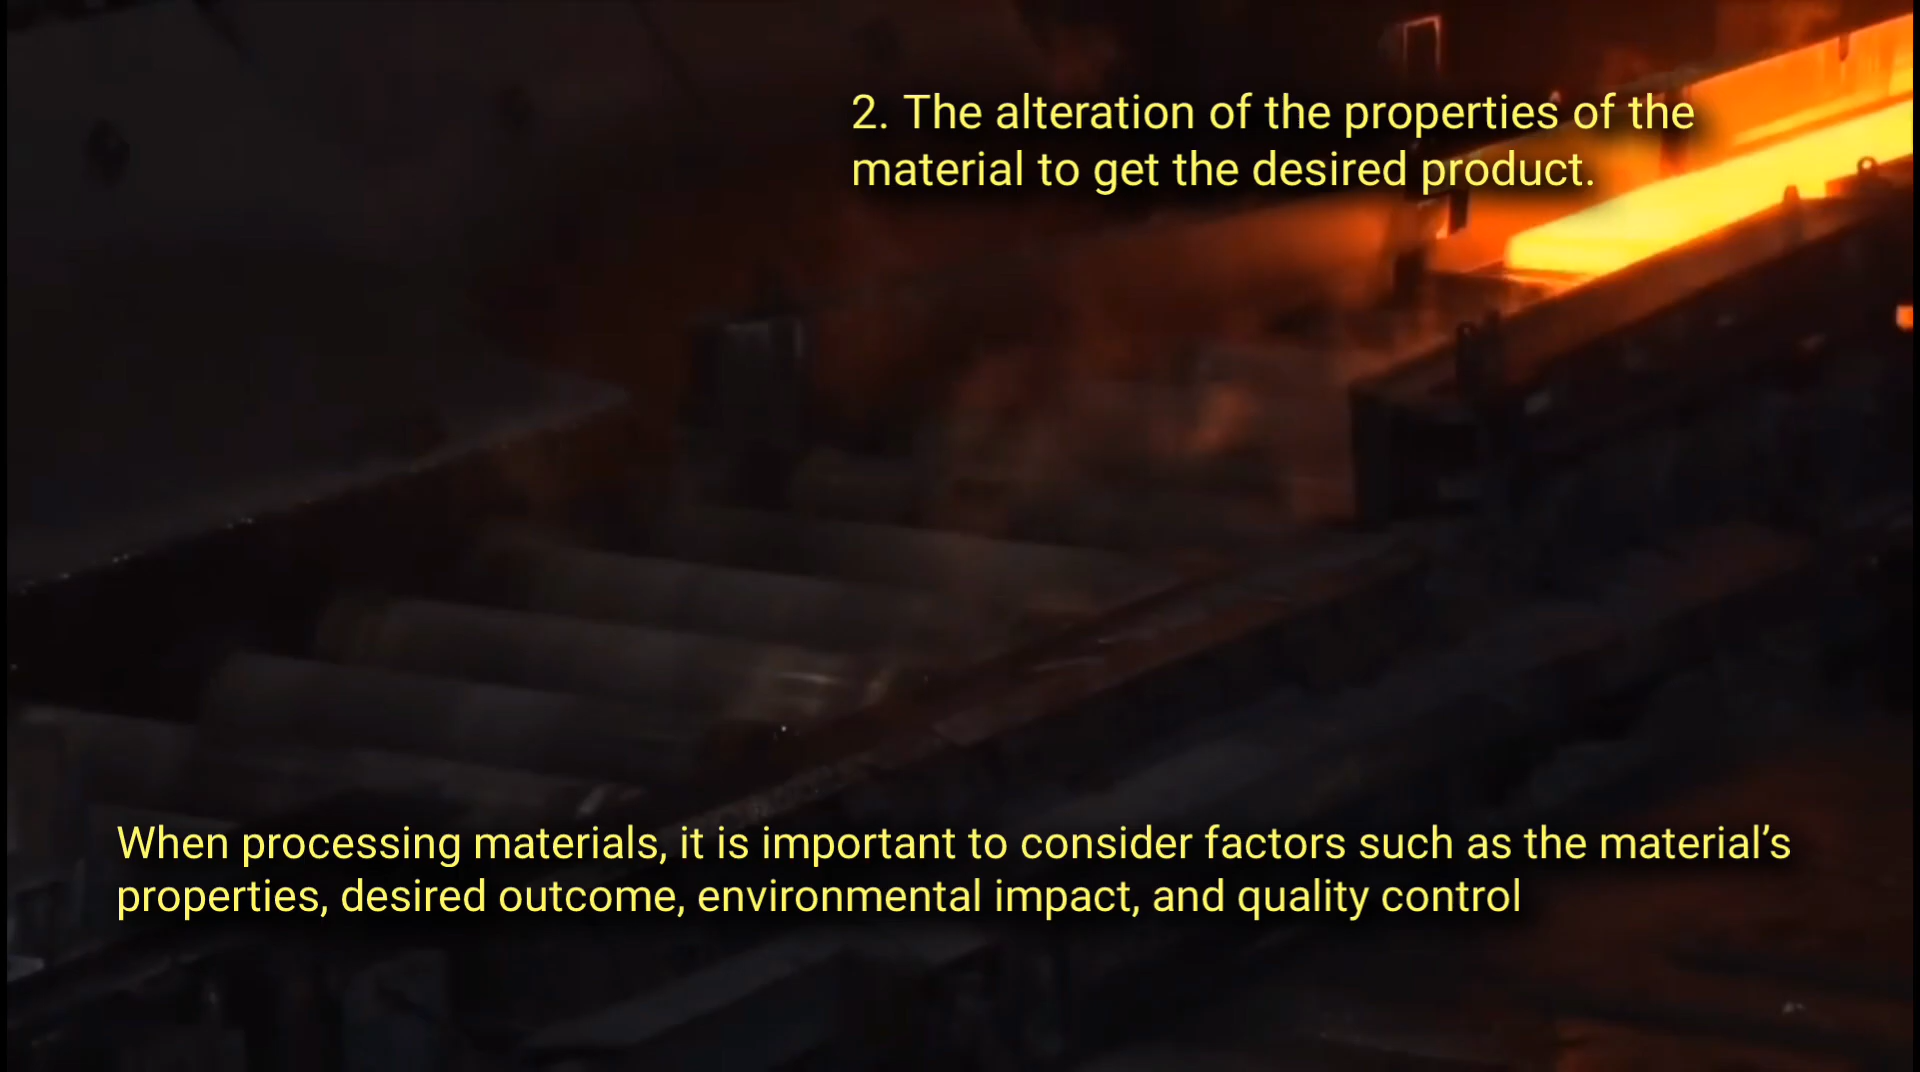 2. The alteration of the properties of the
material to get the desired product.
When processing materials, it is important to consider factors such as the material’s
properties, desired outcome, environmental impact, and quality control